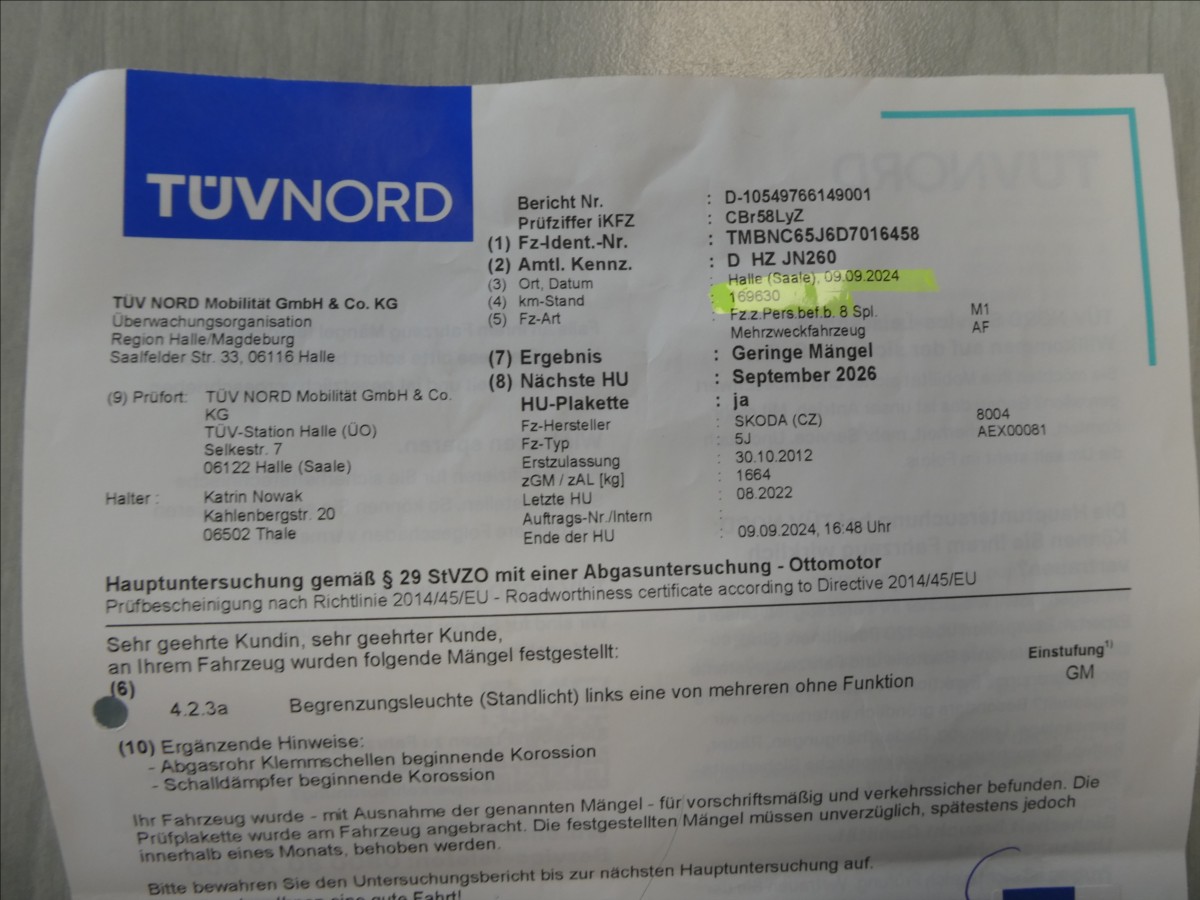 TÜVNORD
Bericht Nr. : D-10549766149001
Prüfziffer iKFZ : CBr58LyZ
(1) Fz-Ident.-Nr. : TMBNC65J6D7016458
(2) Amtl. Kennz. : D HZ JN260
(3) Ort, Datum : Halle (Saale), 09.09.2024
(4) km-Stand : 169630
(5) Fz-Art : Fz.z.Pers.bef.b. 8 Spl. M1
Mehrzweckfahrzeug AF
(7) Ergebnis : Geringe Mängel
(8) Nächste HU : September 2026
HU-Plakette : ja
Fz-Hersteller : SKODA (CZ) 8004
Fz-Typ : 5J AEX00081
Erstzulassung : 30.10.2012
zGM / zAL [kg] : 1664
Letzte HU : 08.2022
Auftrags-Nr./Intern :
Ende der HU : 09.09.2024, 16:48 Uhr
TÜV NORD Mobilität GmbH & Co. KG
Überwachungsorganisation
Region Halle/Magdeburg
Saalfelder Str. 33, 06116 Halle
(9) Prüfort: TÜV NORD Mobilität GmbH & Co.
KG
TÜV-Station Halle (ÜO)
Selkestr. 7
06122 Halle (Saale)
Halter : Katrin Nowak
Kahlenbergstr. 20
06502 Thale
Hauptuntersuchung gemäß § 29 StVZO mit einer Abgasuntersuchung - Ottomotor
Prüfbescheinigung nach Richtlinie 2014/45/EU - Roadworthiness certificate according to Directive 2014/45/EU
Sehr geehrte Kundin, sehr geehrter Kunde,
an Ihrem Fahrzeug wurden folgende Mängel festgestellt:
Einstufung1)
(6)
4.2.3a Begrenzungsleuchte (Standlicht) links eine von mehreren ohne Funktion GM
(10) Ergänzende Hinweise:
- Abgasrohr Klemmschellen beginnende Korossion
- Schalldämpfer beginnende Korossion
Ihr Fahrzeug wurde - mit Ausnahme der genannten Mängel - für vorschriftsmäßig und verkehrssicher befunden. Die
Prüfplakette wurde am Fahrzeug angebracht. Die festgestellten Mängel müssen unverzüglich, spätestens jedoch
innerhalb eines Monats, behoben werden.
Bitte bewahren Sie den Untersuchungsbericht bis zur nächsten Hauptuntersuchung auf.
eine gute Fahrt!